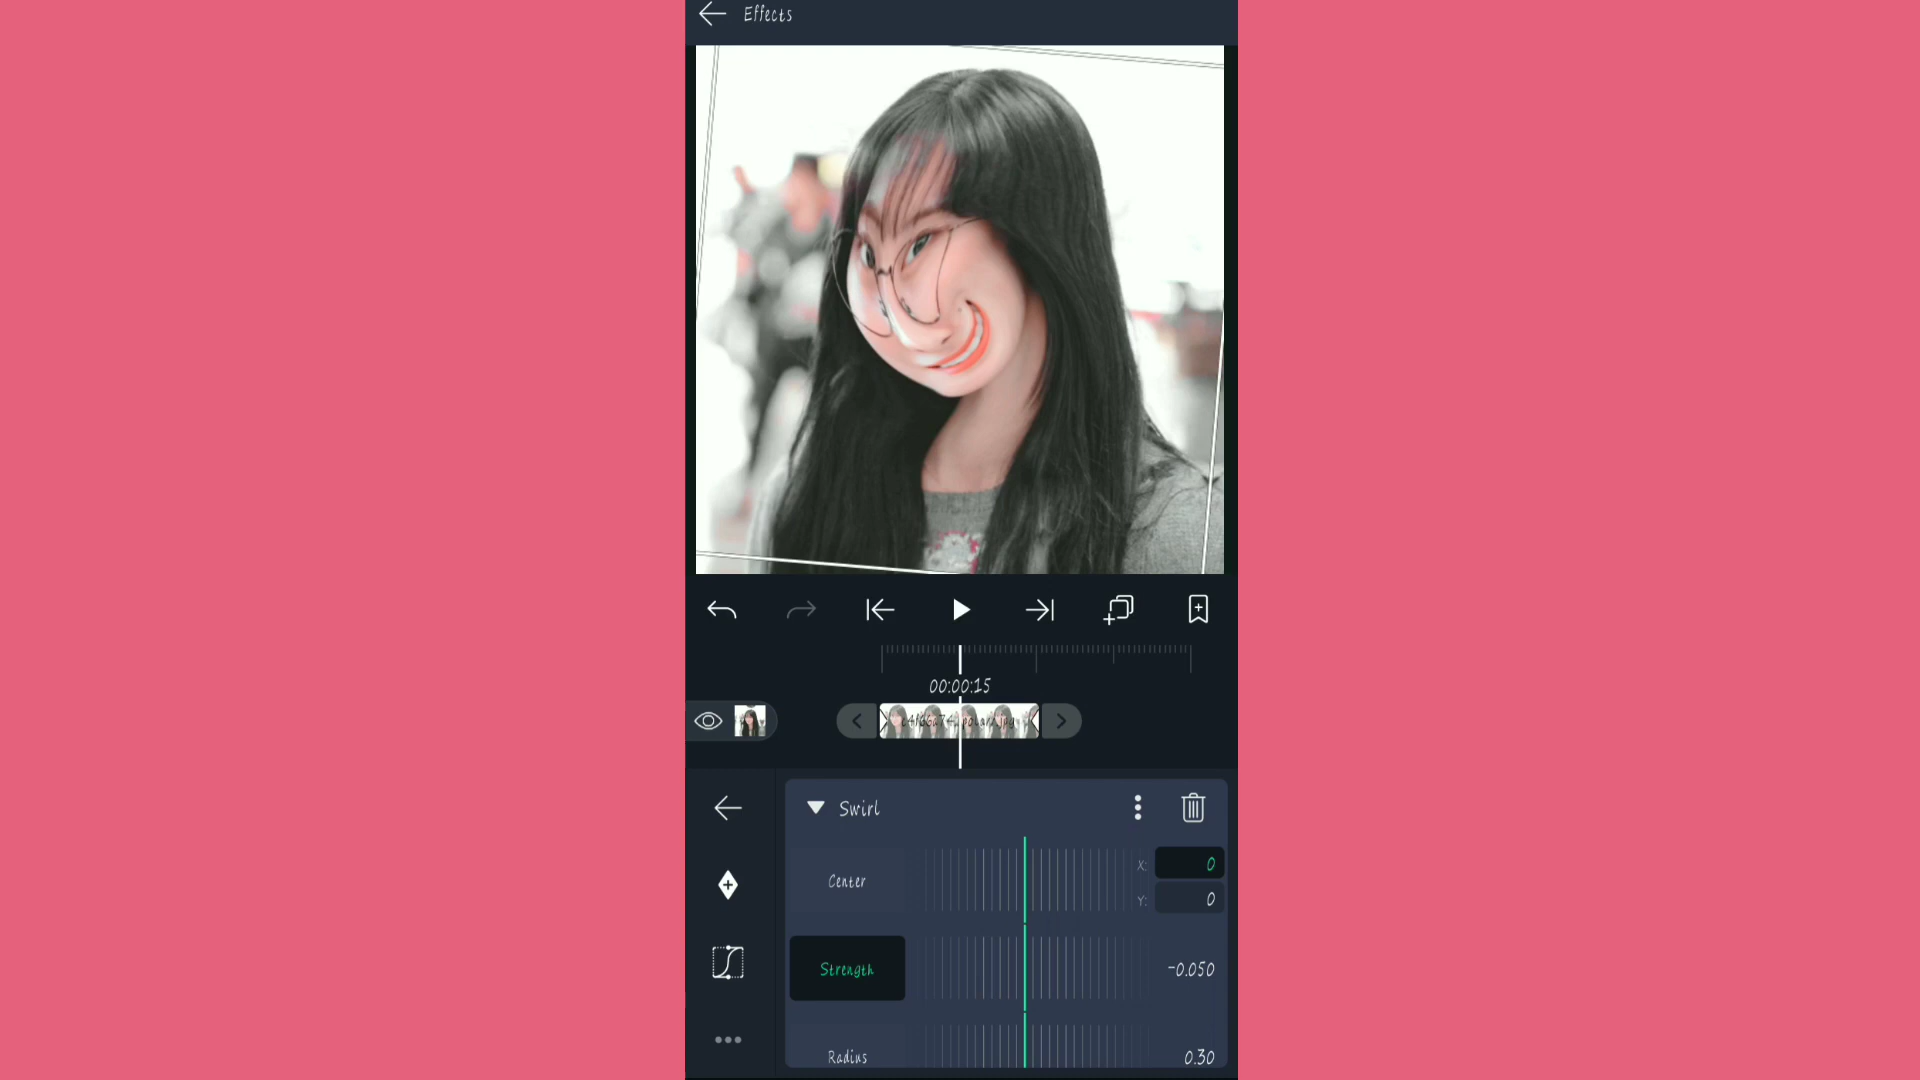 Effects
00:00:15
Swirl
Center
X: 0
Y: 0
Strength
-0.050
Radius
0.30